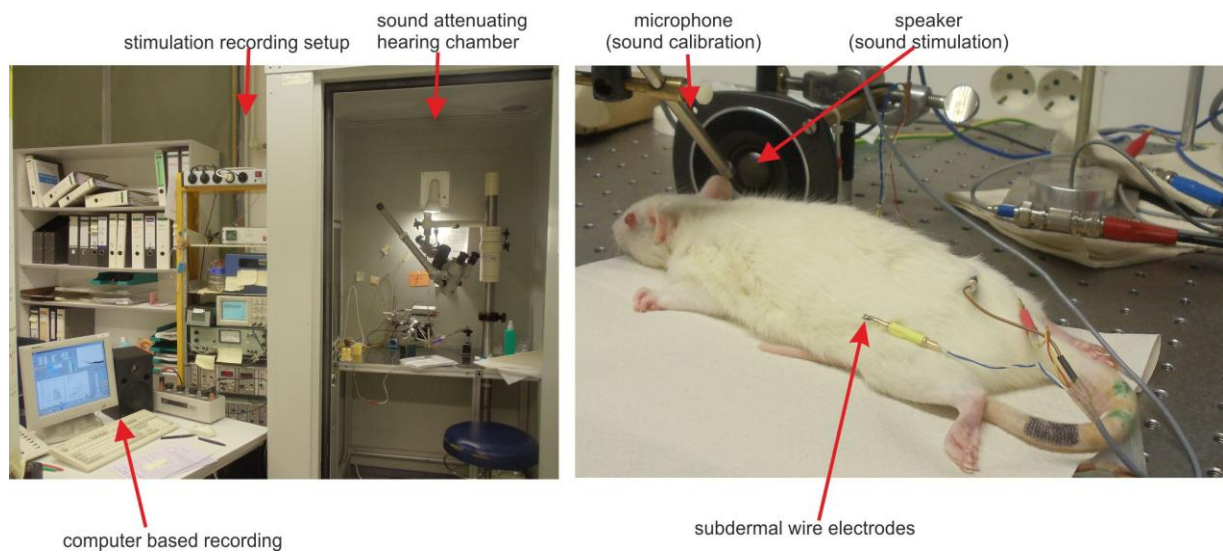 stimulation recording setup
sound attenuating
hearing chamber
microphone
(sound calibration)
speaker
(sound stimulation)
computer based recording
subdermal wire electrodes